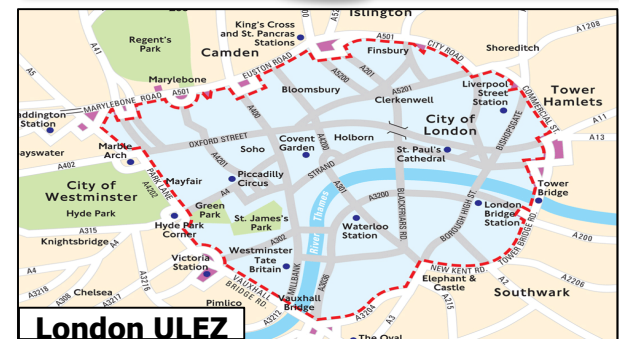 Islington
King's Cross
and St. Pancras
Stations
A501
Finsbury
CITY ROAD
A1208
Regent's
Park
A41
Camden
EUSTON ROAD
Shoreditch
A5
Marylebone
A501
MARYLEBONE ROAD
Bloomsbury
A5200
A201
A5201
Clerkenwell
Liverpool
Street
Station
COMMERCIAL ST.
Tower
Hamlets
addington
Station
A400
City of
London
BISHOPSGATE
A11
A13
OXFORD STREET
Soho
Covent
Garden
A4200
Holborn
St. Paul's
Cathedral
ayswater
A402
Marble
Arch
PARK LANE
A4202
Mayfair
A4201
A4
Piccadilly
Circus
STRAND
A301
A3200
BLACKFRIARS RD.
BOROUGH HIGH ST.
London
Bridge
Station
Tower
Bridge
TOWER BRIDGE RD.
A200
City of
Westminster
Hyde Park
Green
Park
St. James's
Park
River Thames
Waterloo
Station
A315
Knightsbridge
A4
Hyde Park
Corner
A302
Westminster
Tate
Britain
MILLBANK
A3036
Victoria
Station
VAUXHALL
BRIDGE RD.
NEW KENT RD.
Elephant &
Castle
A2
A2206
Southwark
A215
A4
A3218
A308
Chelsea
A3217
A3216
Pimlico
A3212
Vauxhall
Bridge
A3204
A3
The Oval
London ULEZ